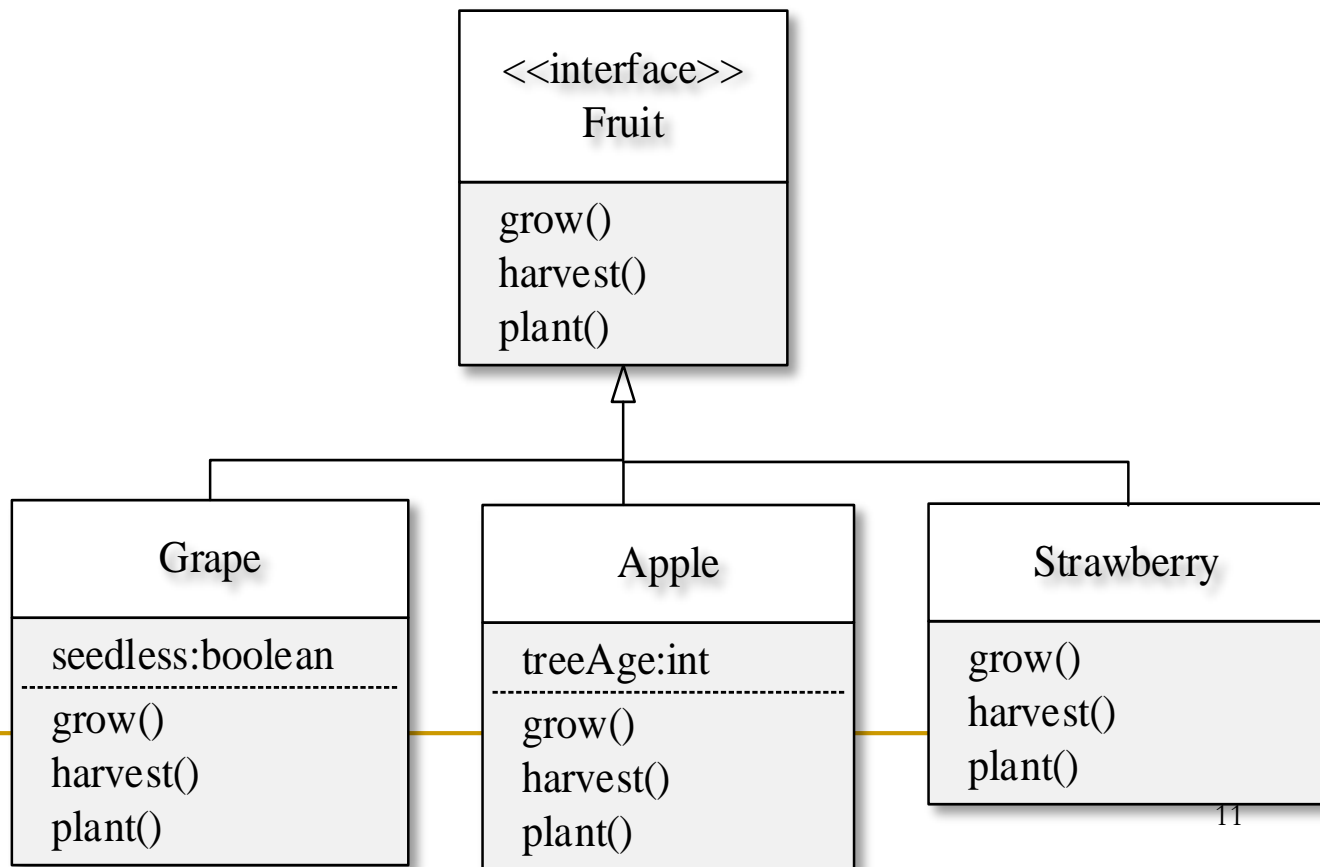 <<interface>>
Fruit
grow()
harvest()
plant()
Grape
seedless:boolean
grow()
harvest()
plant()
Apple
treeAge:int
grow()
harvest()
plant()
Strawberry
grow()
harvest()
plant()
11